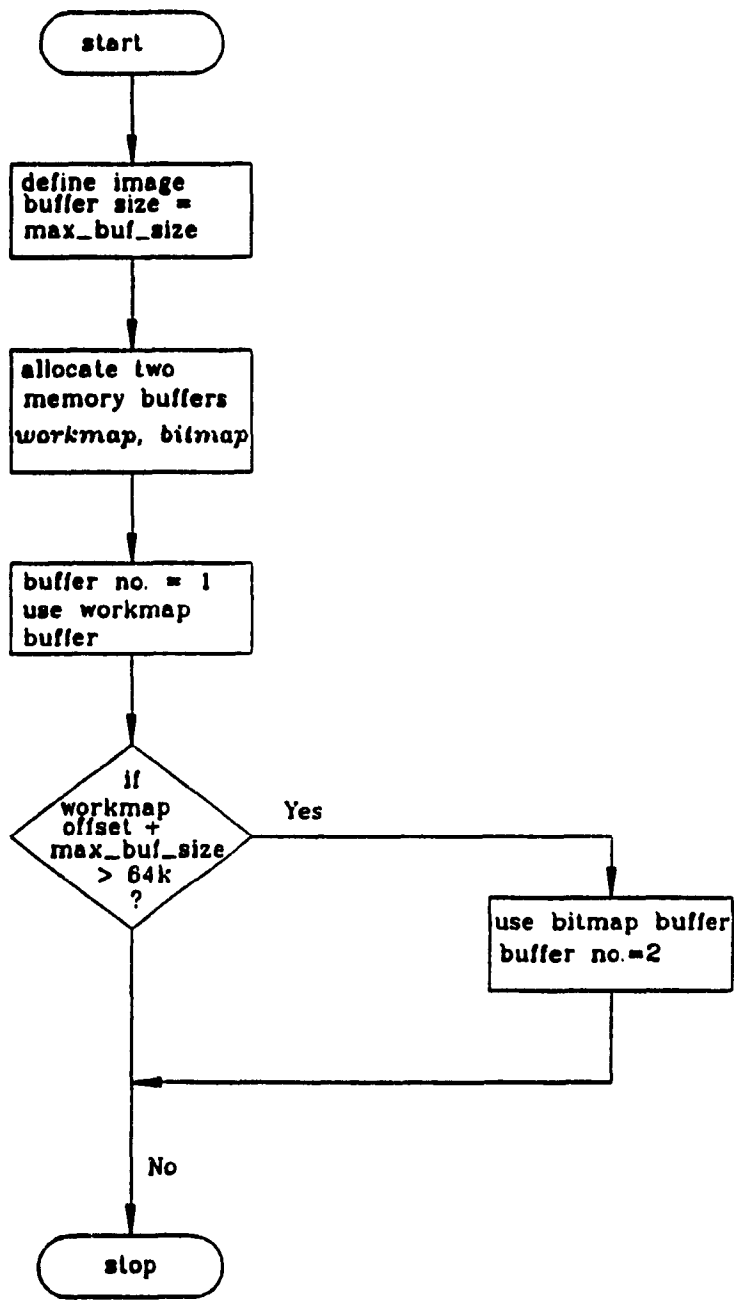 start
define image
buffer size =
max_buf_size
allocate two
memory buffers
workmap, bitmap
buffer no. = 1
use workmap
buffer
if
workmap
offset +
max_buf_size
> 64k
?
Yes
use bitmap buffer
buffer no.=2
No
stop